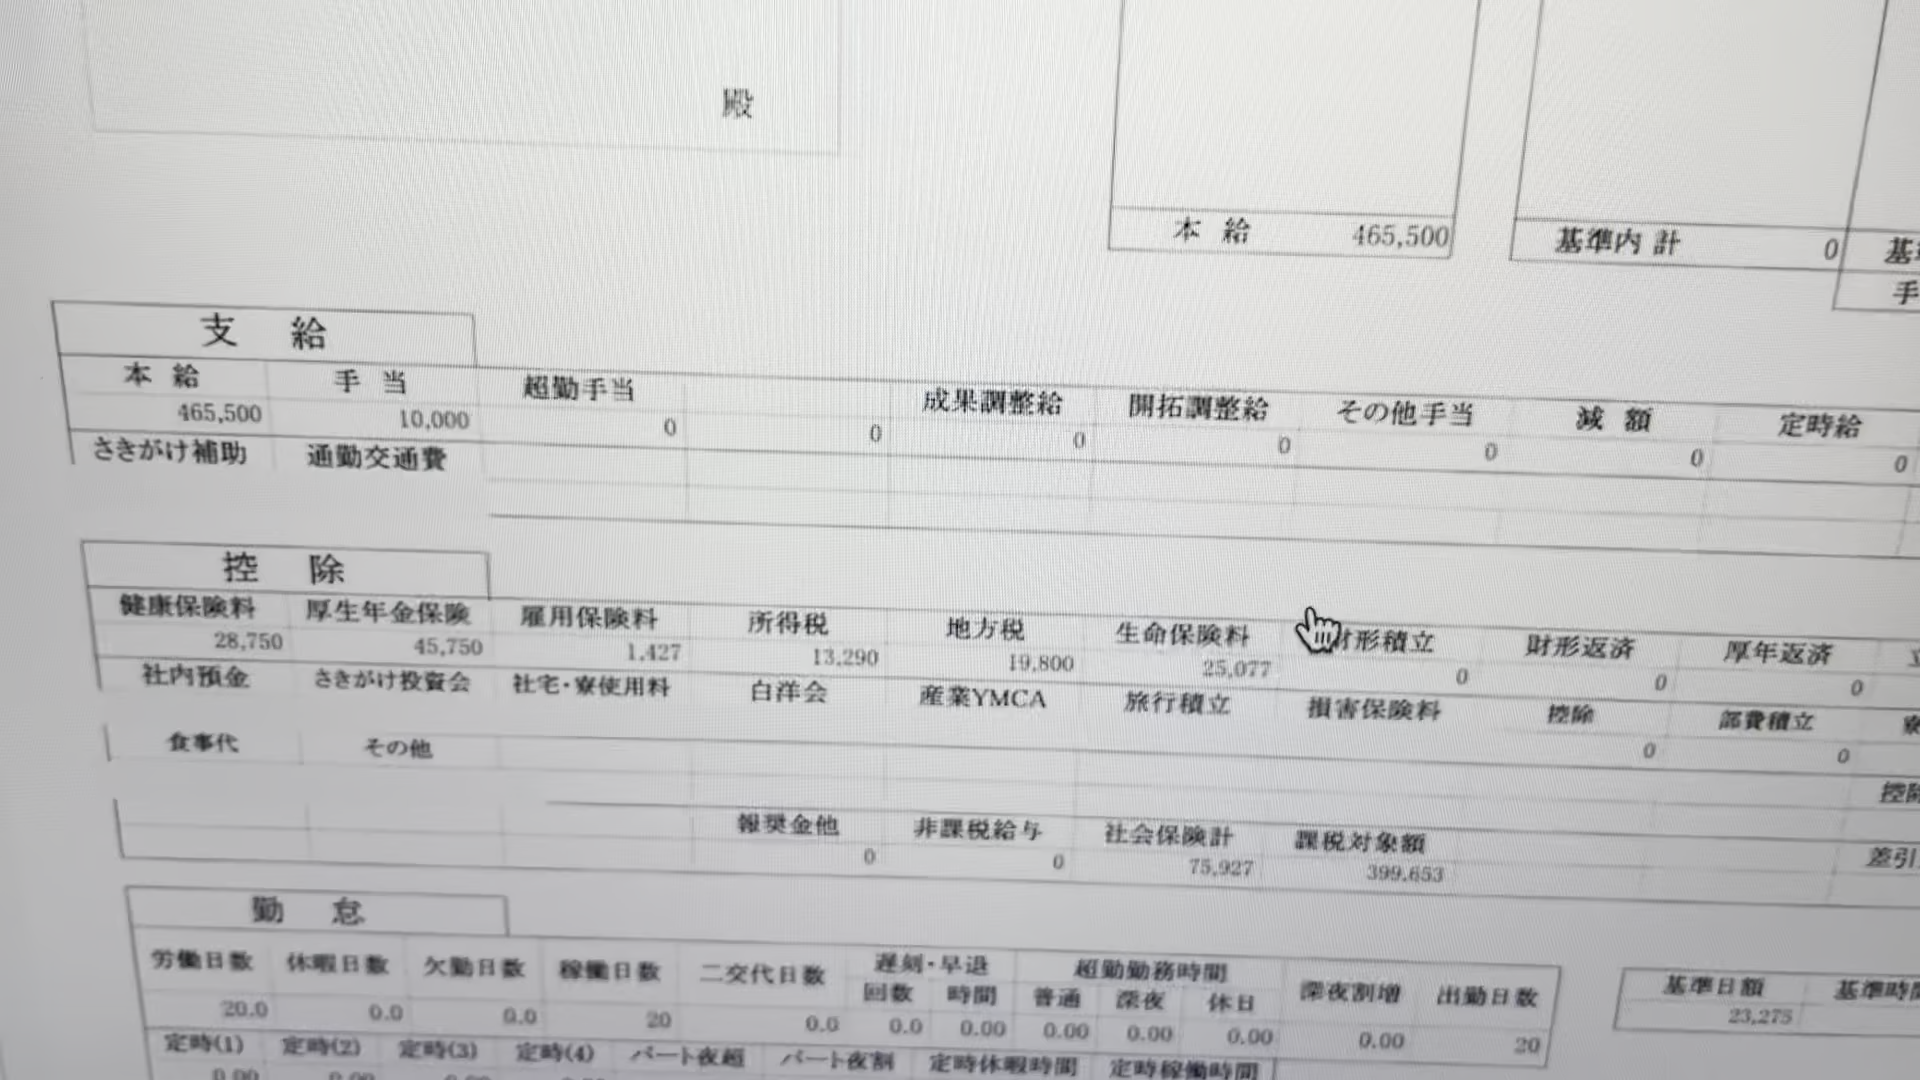 殿
本 給 465,500 基準内 計 0
手
支 給
本 給 手 当 超勤手当 成果調整給 開拓調整給 その他手当 減 額 定時給
465,500 10,000 0 0 0 0 0 0 0
さきがけ補助 通勤交通費
控 除
健康保険料 厚生年金保険 雇用保険料 所得税 地方税 生命保険料 財形積立 財形返済 厚年返済
28,750 45,750 1,427 13,290 19,800 25,077 0 0 0
社内預金 さきがけ投資会 社宅・寮使用料 白洋会 産業YMCA 旅行積立 損害保険料 控除 部費積立
0 0
食事代 その他
控除
報奨金他 非課税給与 社会保険計 課税対象額 差引
0 0 75,927 399,653
勤 怠
労働日数 休暇日数 欠勤日数 稼働日数 二交代日数 遅刻・早退 超勤勤務時間 深夜割増 出勤日数 基準日額 基準時間
回数 時間 普通 深夜 休日
20.0 0.0 0.0 20 0.0 0.0 0.00 0.00 0.00 0.00 0.00 20 23,275
定時(1) 定時(2) 定時(3) 定時(4) パート夜超 パート夜割 定時休暇時間 定時稼働時間
0.00 0.00